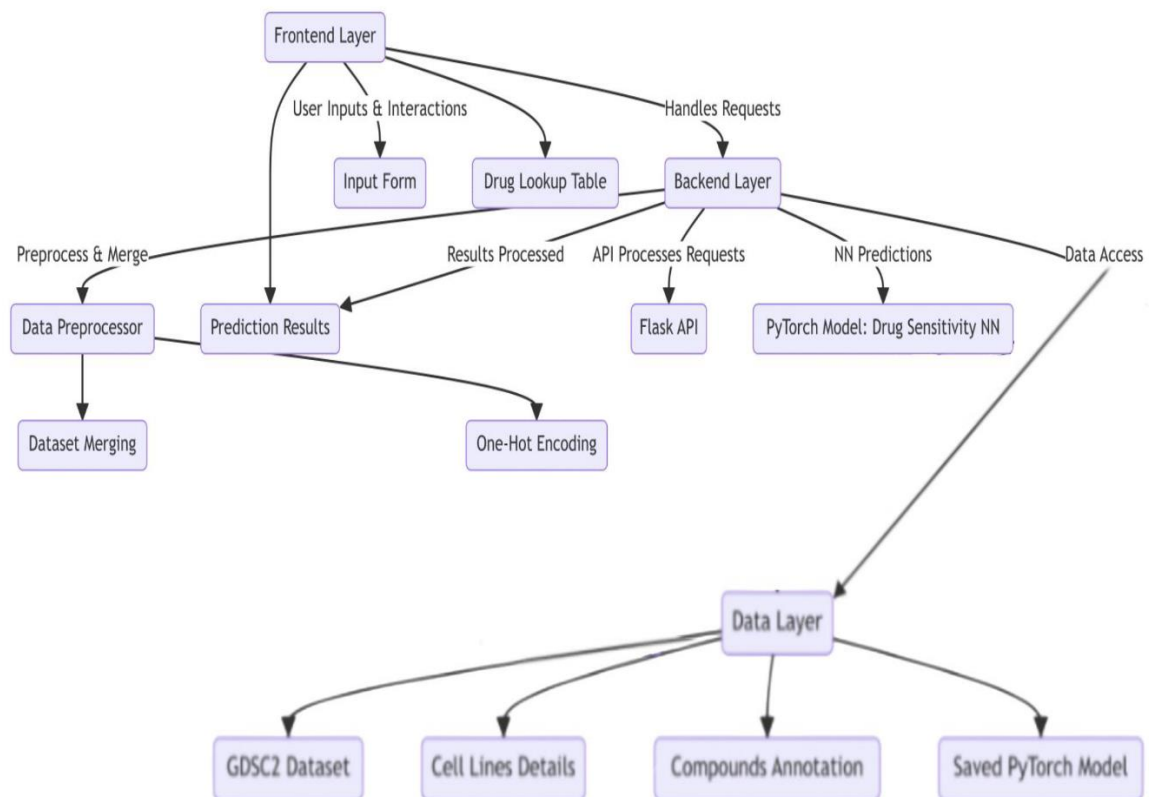 Frontend Layer
User Inputs & Interactions
Handles Requests
Input Form
Drug Lookup Table
Backend Layer
Preprocess & Merge
Results Processed
API Processes Requests
NN Predictions
Data Access
Data Preprocessor
Prediction Results
Flask API
PyTorch Model: Drug Sensitivity NN
Dataset Merging
One-Hot Encoding
Data Layer
GDSC2 Dataset
Cell Lines Details
Compounds Annotation
Saved PyTorch Model